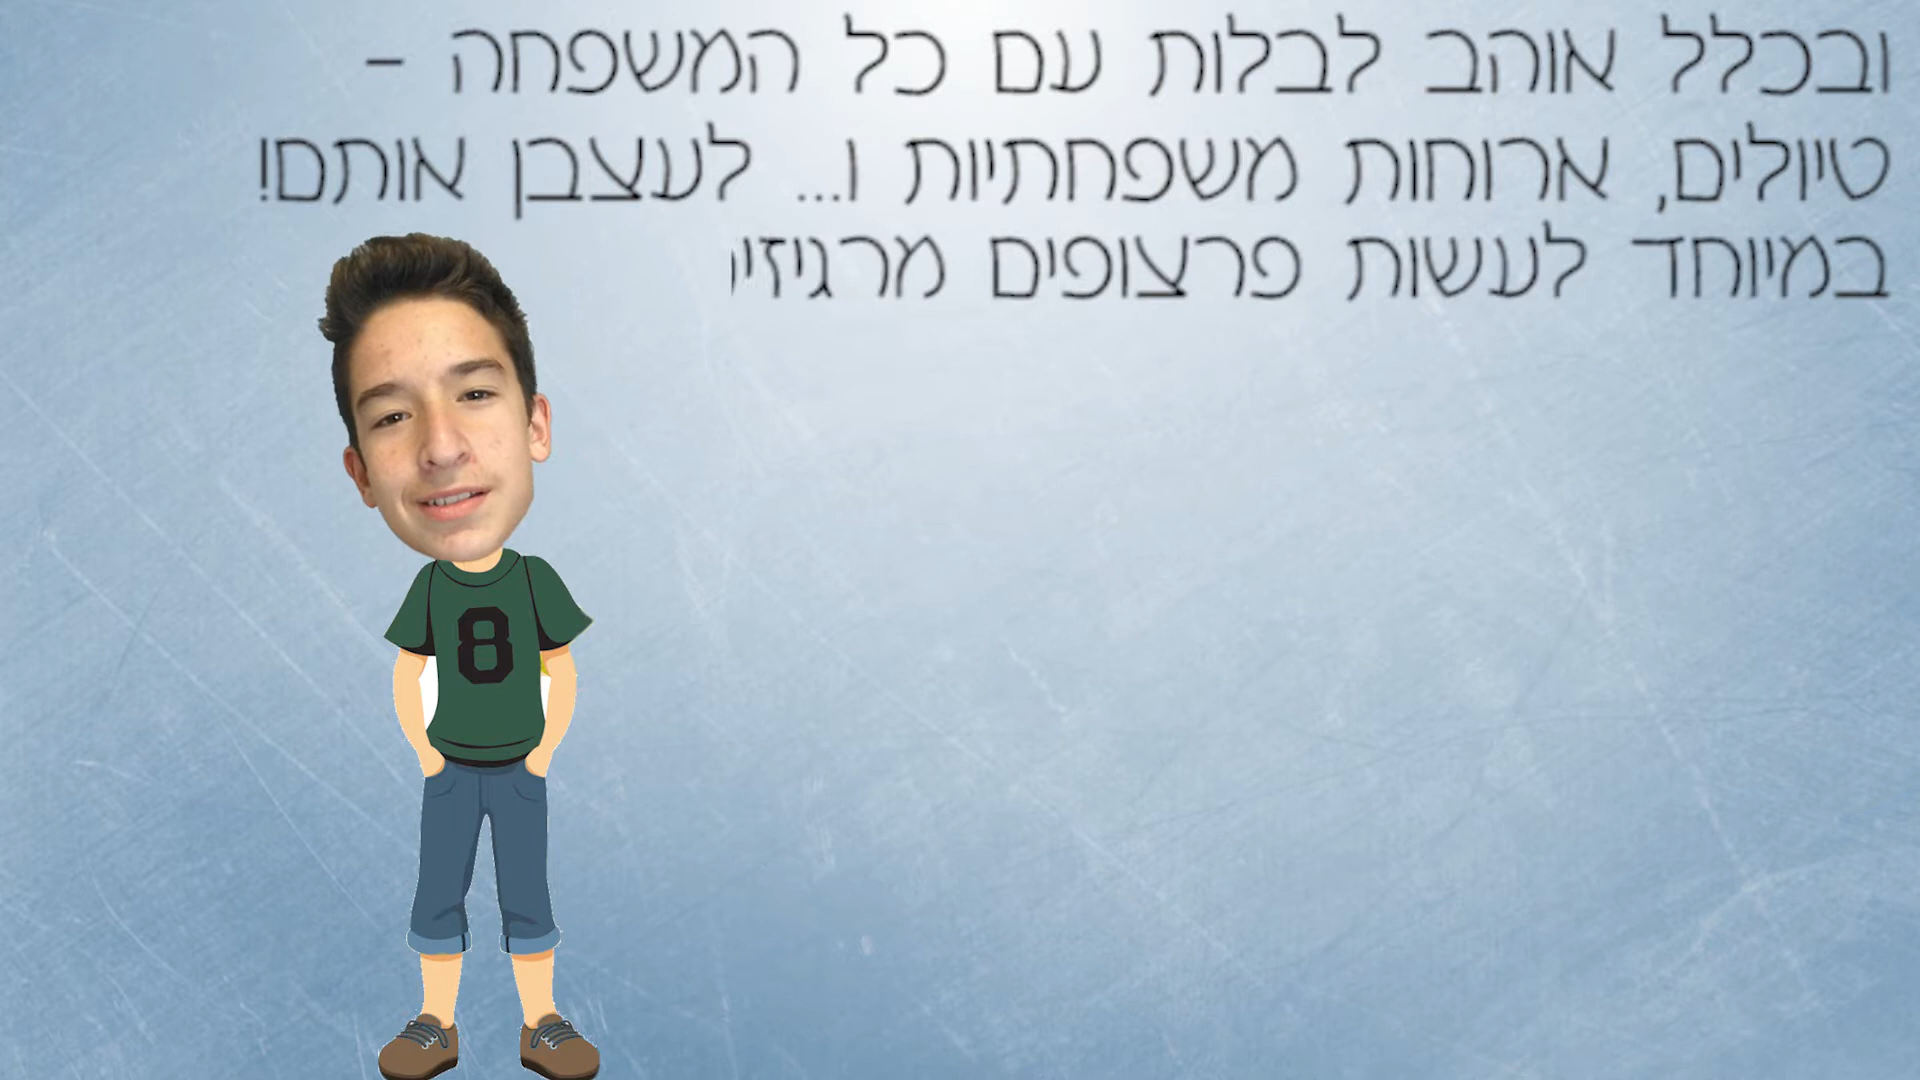 ובכלל אוהב לבלות עם כל המשפחה -
טיולים, ארוחות משפחתיות ו... לעצבן אותם!
במיוחד לעשות פרצופים
8